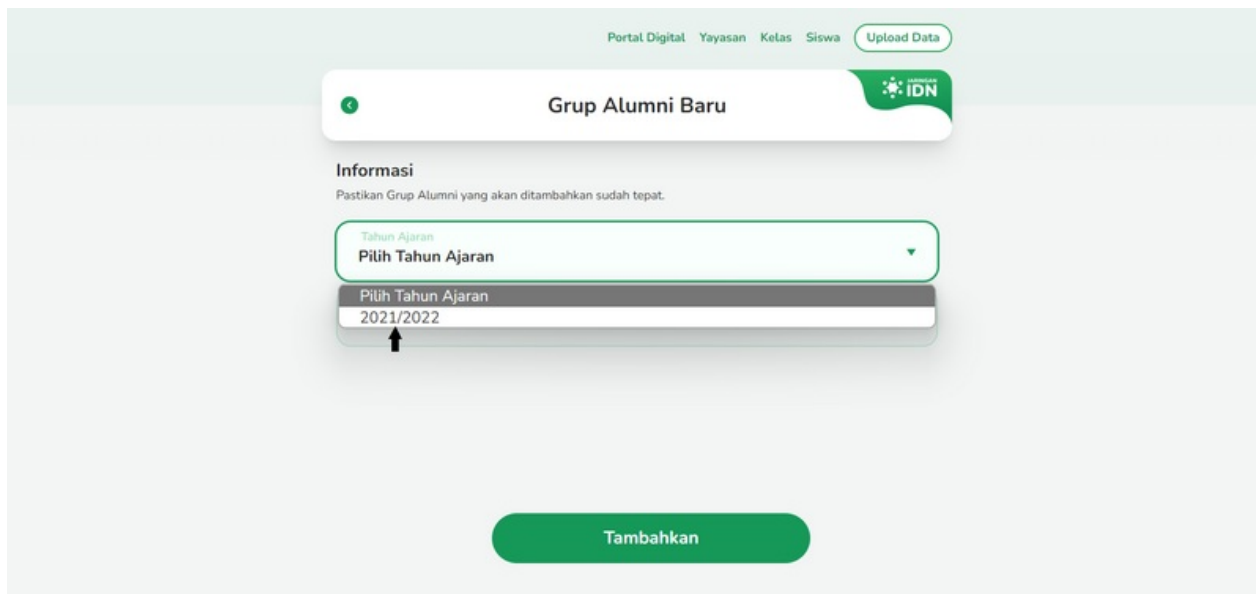 Portal Digital Yayasan Kelas Siswa Upload Data
Grup Alumni Baru
JARINGAN
IDN
Informasi
Pastikan Grup Alumni yang akan ditambahkan sudah tepat.
Tahun Ajaran
Pilih Tahun Ajaran
Pilih Tahun Ajaran
2021/2022
Tambahkan